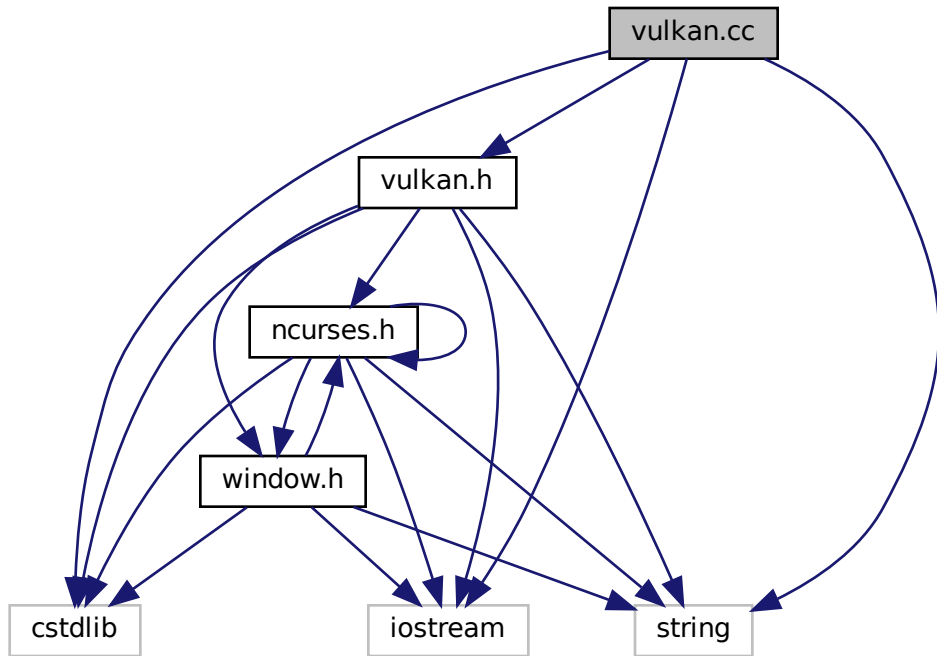 vulkan.cc
vulkan.h
ncurses.h
window.h
cstdlib
iostream
string